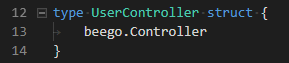 12 type UserController struct {
13 beego.Controller
14 }